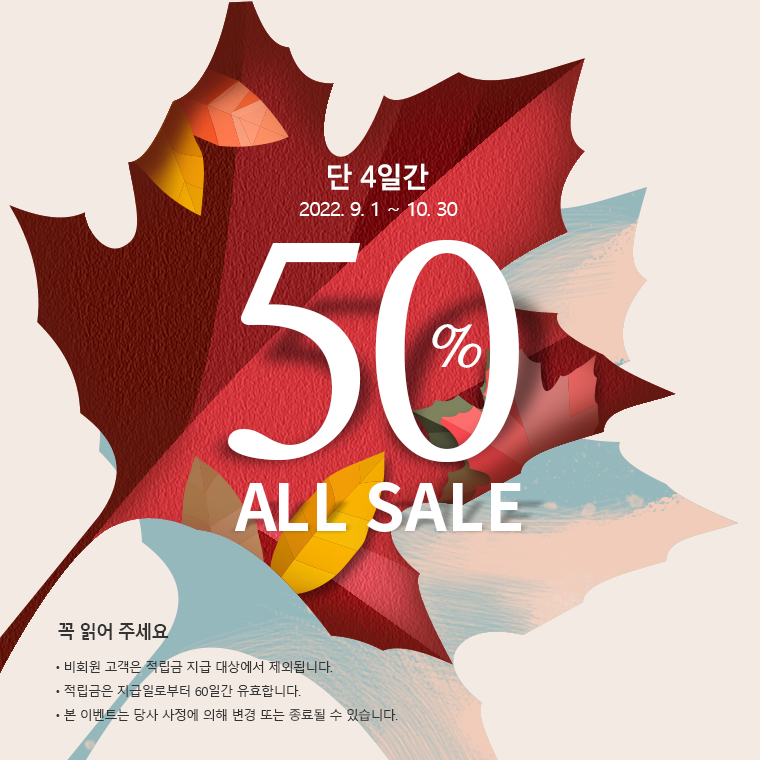 단 4일간
2022. 9. 1 ~ 10. 30
50%
ALL SALE
꼭 읽어 주세요
• 비회원 고객은 적립금 지급 대상에서 제외됩니다.
• 적립금은 지급일로부터 60일간 유효합니다.
• 본 이벤트는 당사 사정에 의해 변경 또는 종료될 수 있습니다.